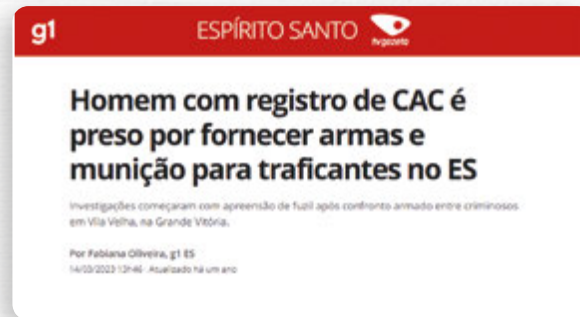 g1
ESPÍRITO SANTO
tvgazeta
Homem com registro de CAC é
preso por fornecer armas e
munição para traficantes no ES
Investigações começaram com apreensão de fuzil após confronto armado entre criminosos
em Vila Velha, na Grande Vitória.
Por Fabiana Oliveira, g1 ES
14/03/2023 13h46 · Atualizado há um ano